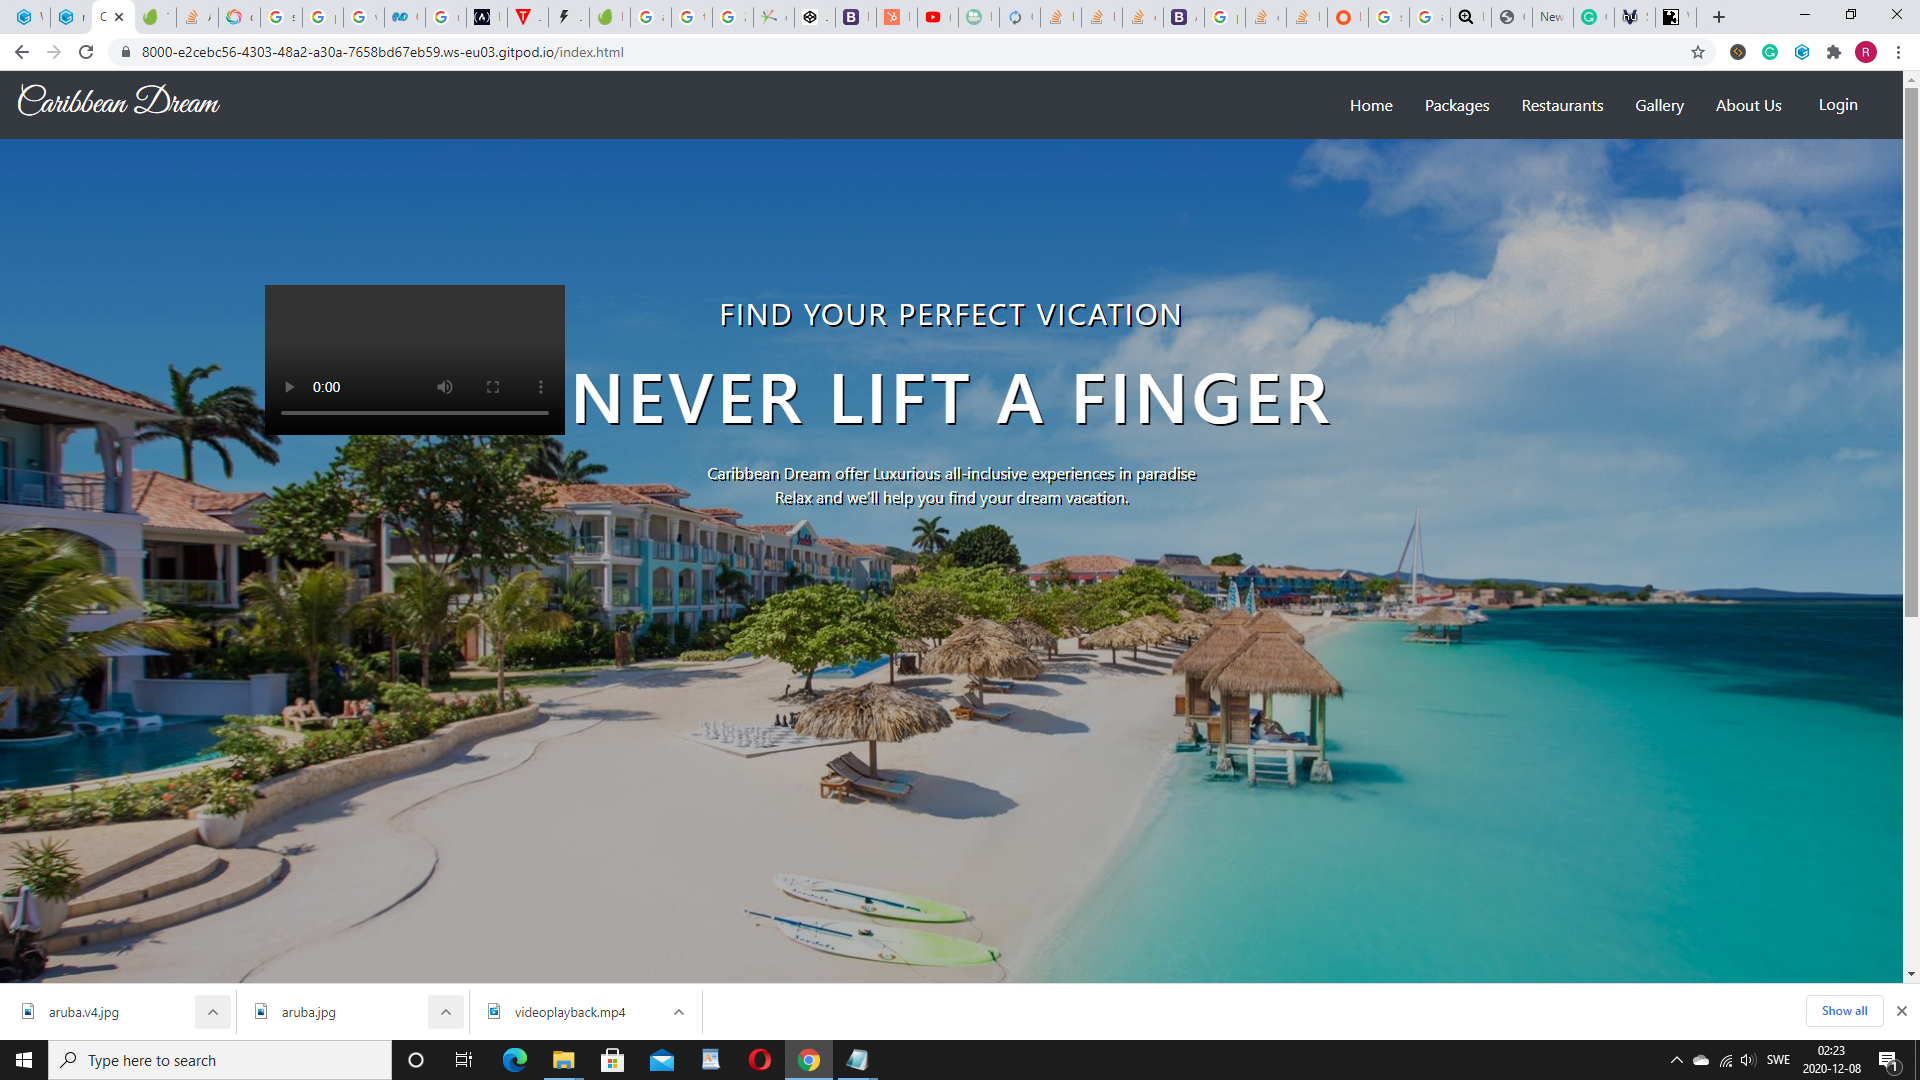 New
8000-e2cebc56-4303-48a2-a30a-7658bd67eb59.ws-eu03.gitpod.io/index.html
R
Caribbean Dream
Home
Packages
Restaurants
Gallery
About Us
Login
FIND YOUR PERFECT VICATION
0:00
NEVER LIFT A FINGER
Caribbean Dream offer Luxurious all-inclusive experiences in paradise
Relax and we'll help you find your dream vacation.
aruba.v4.jpg
aruba.jpg
videoplayback.mp4
Show all
Type here to search
SWE
02:23
2020-12-08
1